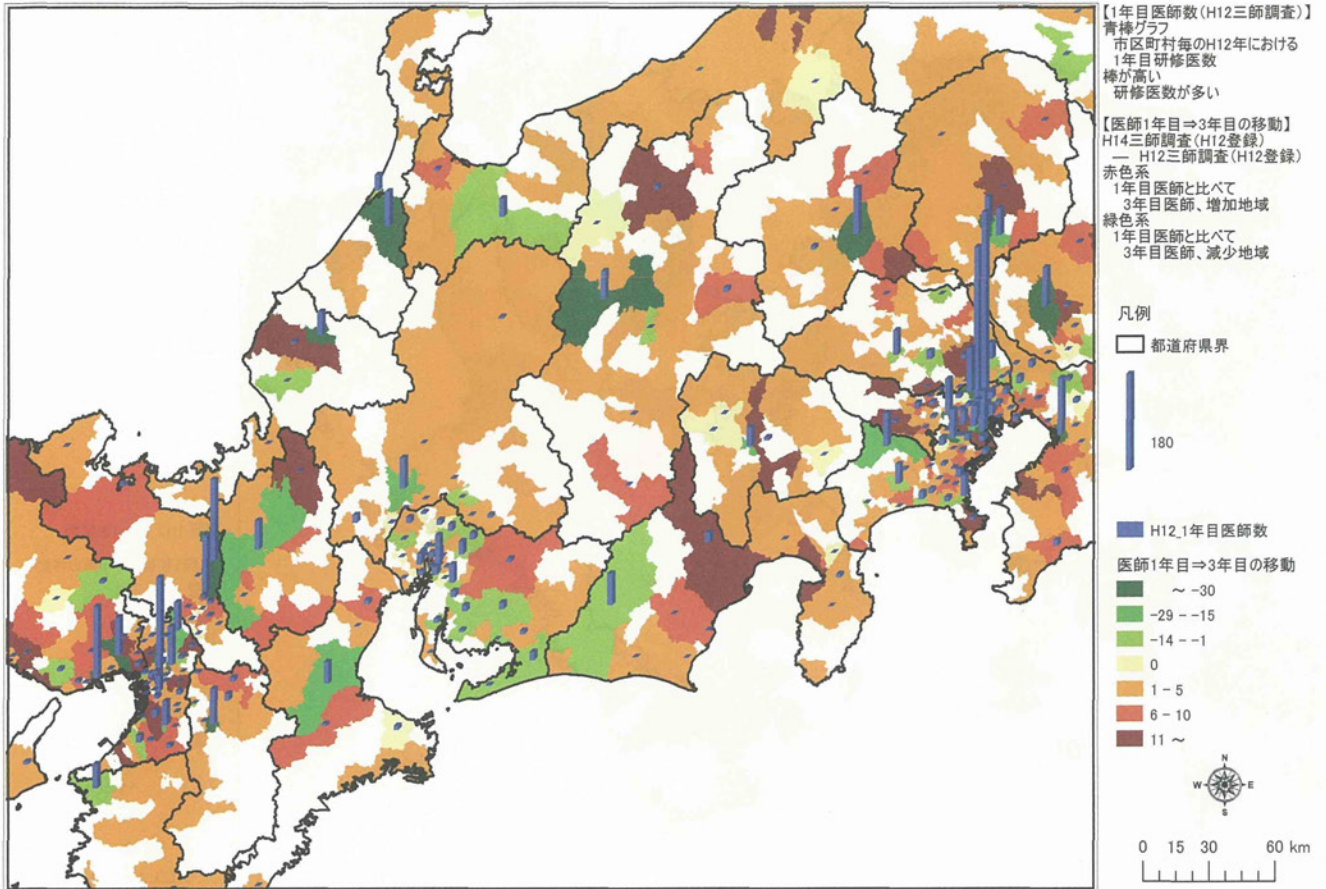 【1年目医師数(H12三師調査)】
青棒グラフ
市区町村毎のH12年における
1年目研修医数
棒が高い
研修医数が多い
【医師1年目⇒3年目の移動】
H14三師調査(H12登録)
― H12三師調査(H12登録)
赤色系
1年目医師と比べて
3年目医師、増加地域
緑色系
1年目医師と比べて
3年目医師、減少地域
凡例
都道府県界
180
H12_1年目医師数
医師1年目⇒3年目の移動
～ -30
-29 - -15
-14 - -1
0
1 - 5
6 - 10
11 ～
N
W E
S
0 15 30 60 km